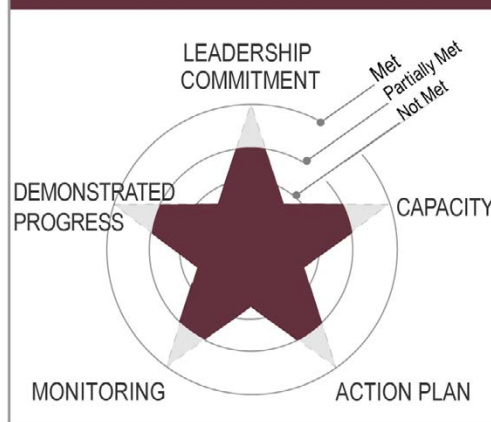 LEADERSHIP
COMMITMENT
Met
Partially Met
Not Met
DEMONSTRATED
PROGRESS
CAPACITY
MONITORING
ACTION PLAN